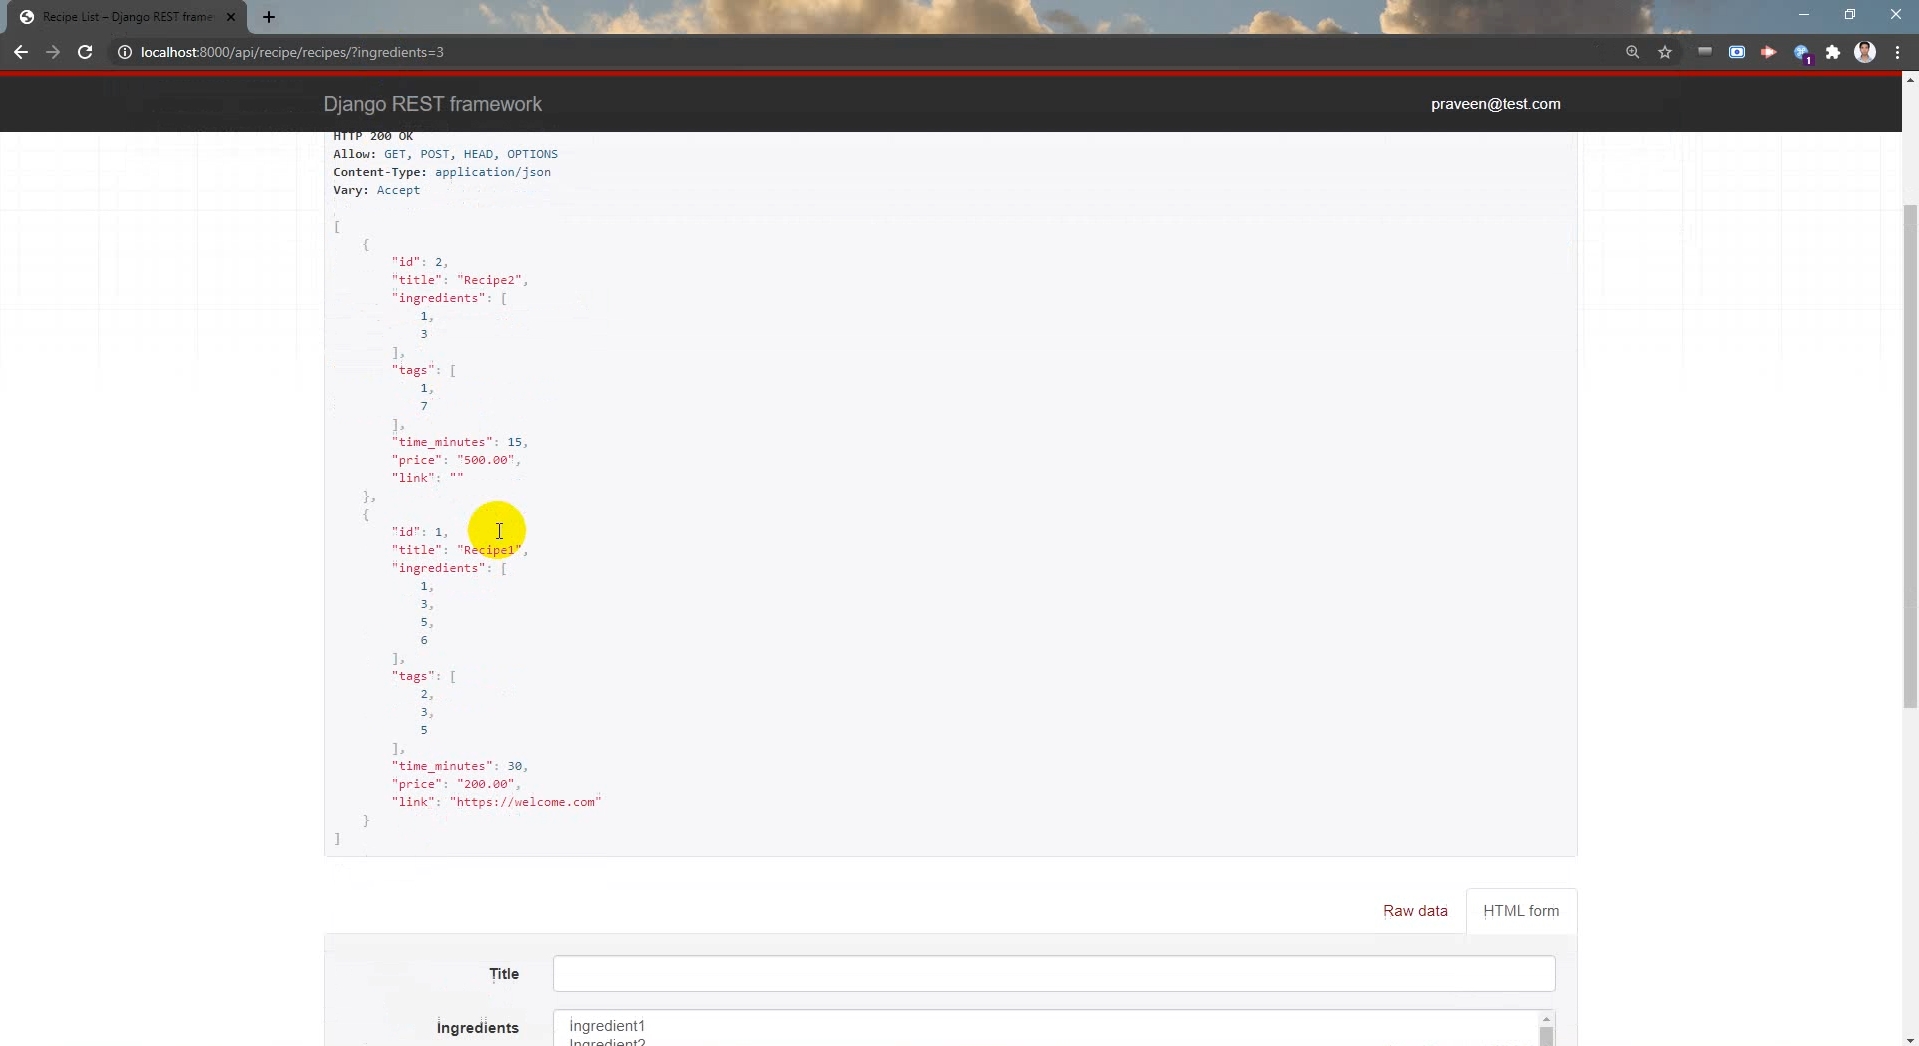 Recipe List – Django REST frame
localhost:8000/api/recipe/recipes/?ingredients=3
1
Django REST framework
praveen@test.com
HTTP 200 OK
Allow: GET, POST, HEAD, OPTIONS
Content-Type: application/json
Vary: Accept
[
{
"id": 2,
"title": "Recipe2",
"ingredients": [
1,
3
],
"tags": [
1,
7
],
"time_minutes": 15,
"price": "500.00",
"link": ""
},
{
"id": 1,
"title": "Recipe1",
"ingredients": [
1,
3,
5,
6
],
"tags": [
2,
3,
5
],
"time_minutes": 30,
"price": "200.00",
"link": "https://welcome.com"
}
]
Raw data
HTML form
Title
Ingredients
Ingredient1
Ingredient2